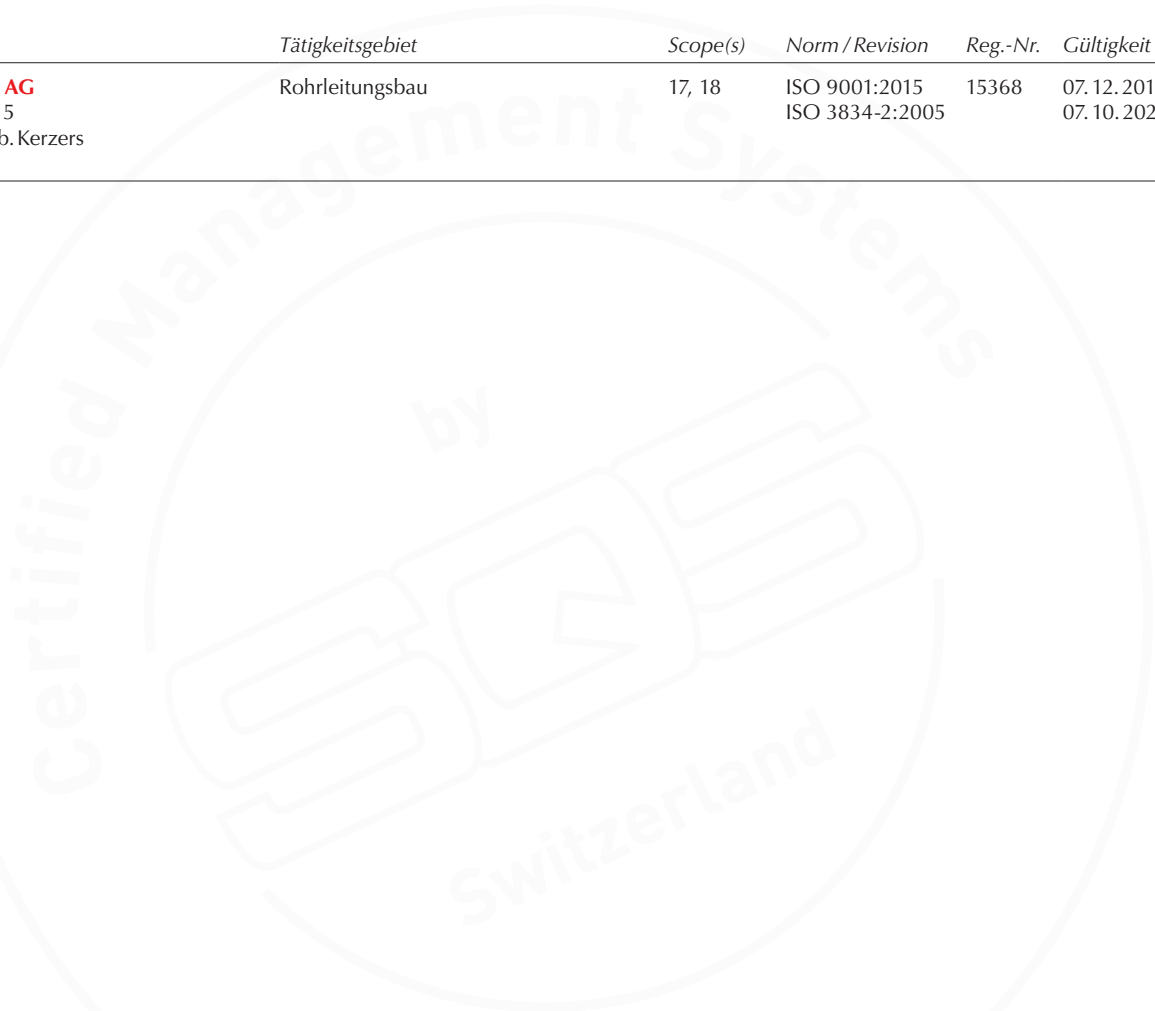 Tätigkeitsgebiet Scope(s) Norm / Revision Reg.-Nr. Gültigkeit
AG Rohrleitungsbau 17, 18 ISO 9001:2015 15368 07. 12. 201
5 ISO 3834-2:2005 07. 10. 202
b. Kerzers
Certified Management Systems
by
SQS
Switzerland